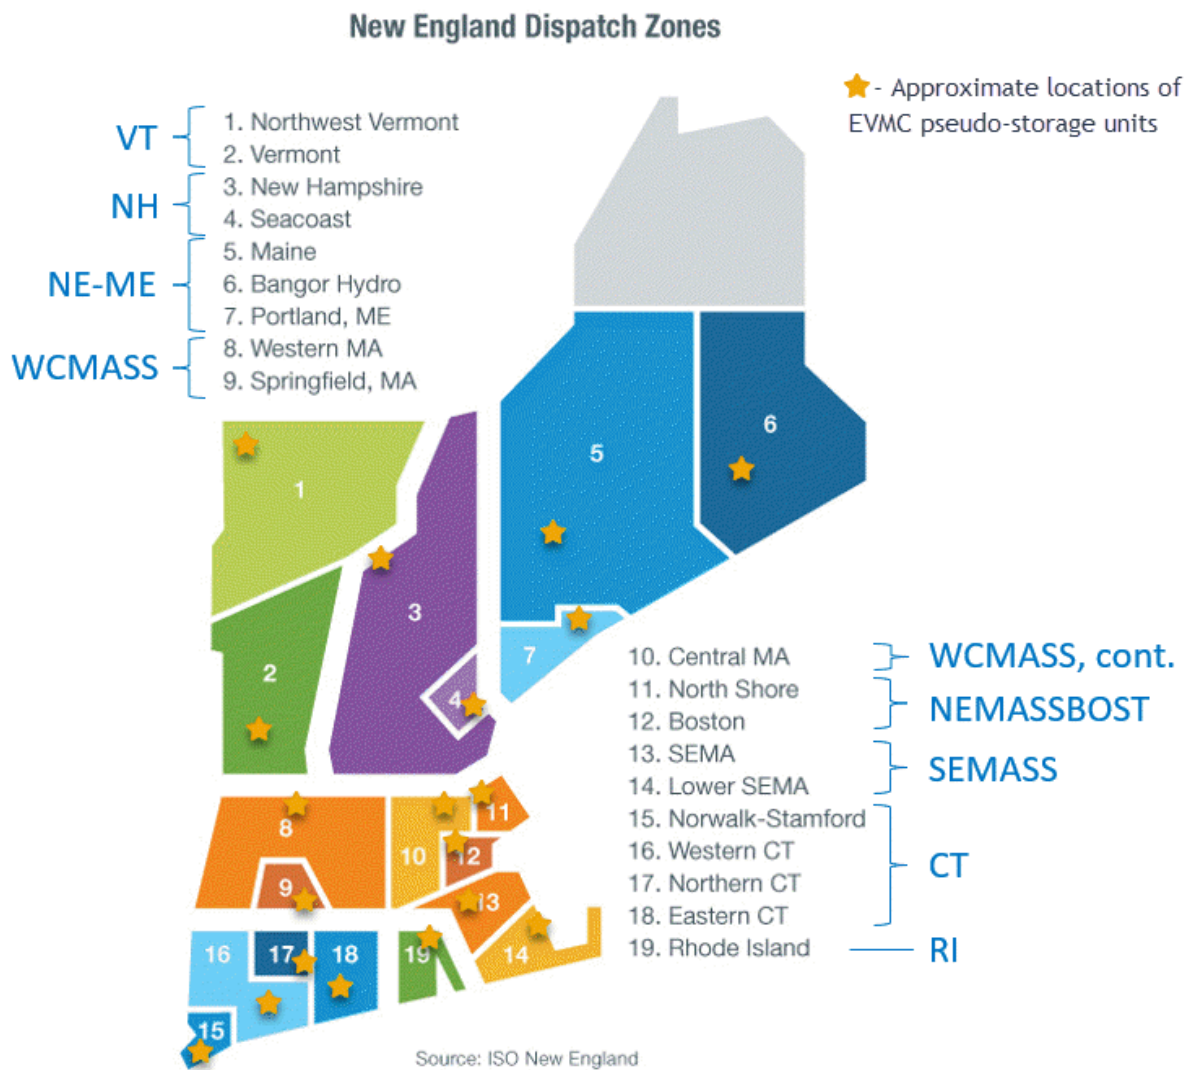 New England Dispatch Zones
- Approximate locations of
EVMC pseudo-storage units
VT
1. Northwest Vermont
2. Vermont
NH
3. New Hampshire
4. Seacoast
NE-ME
5. Maine
6. Bangor Hydro
7. Portland, ME
WCMASS
8. Western MA
9. Springfield, MA
1
2
3
4
5
6
7
10. Central MA
WCMASS, cont.
11. North Shore
12. Boston
NEMASSBOST
13. SEMA
14. Lower SEMA
SEMASS
15. Norwalk-Stamford
16. Western CT
17. Northern CT
18. Eastern CT
CT
19. Rhode Island
RI
8
9
10
11
12
13
14
15
16
17
18
19
Source: ISO New England